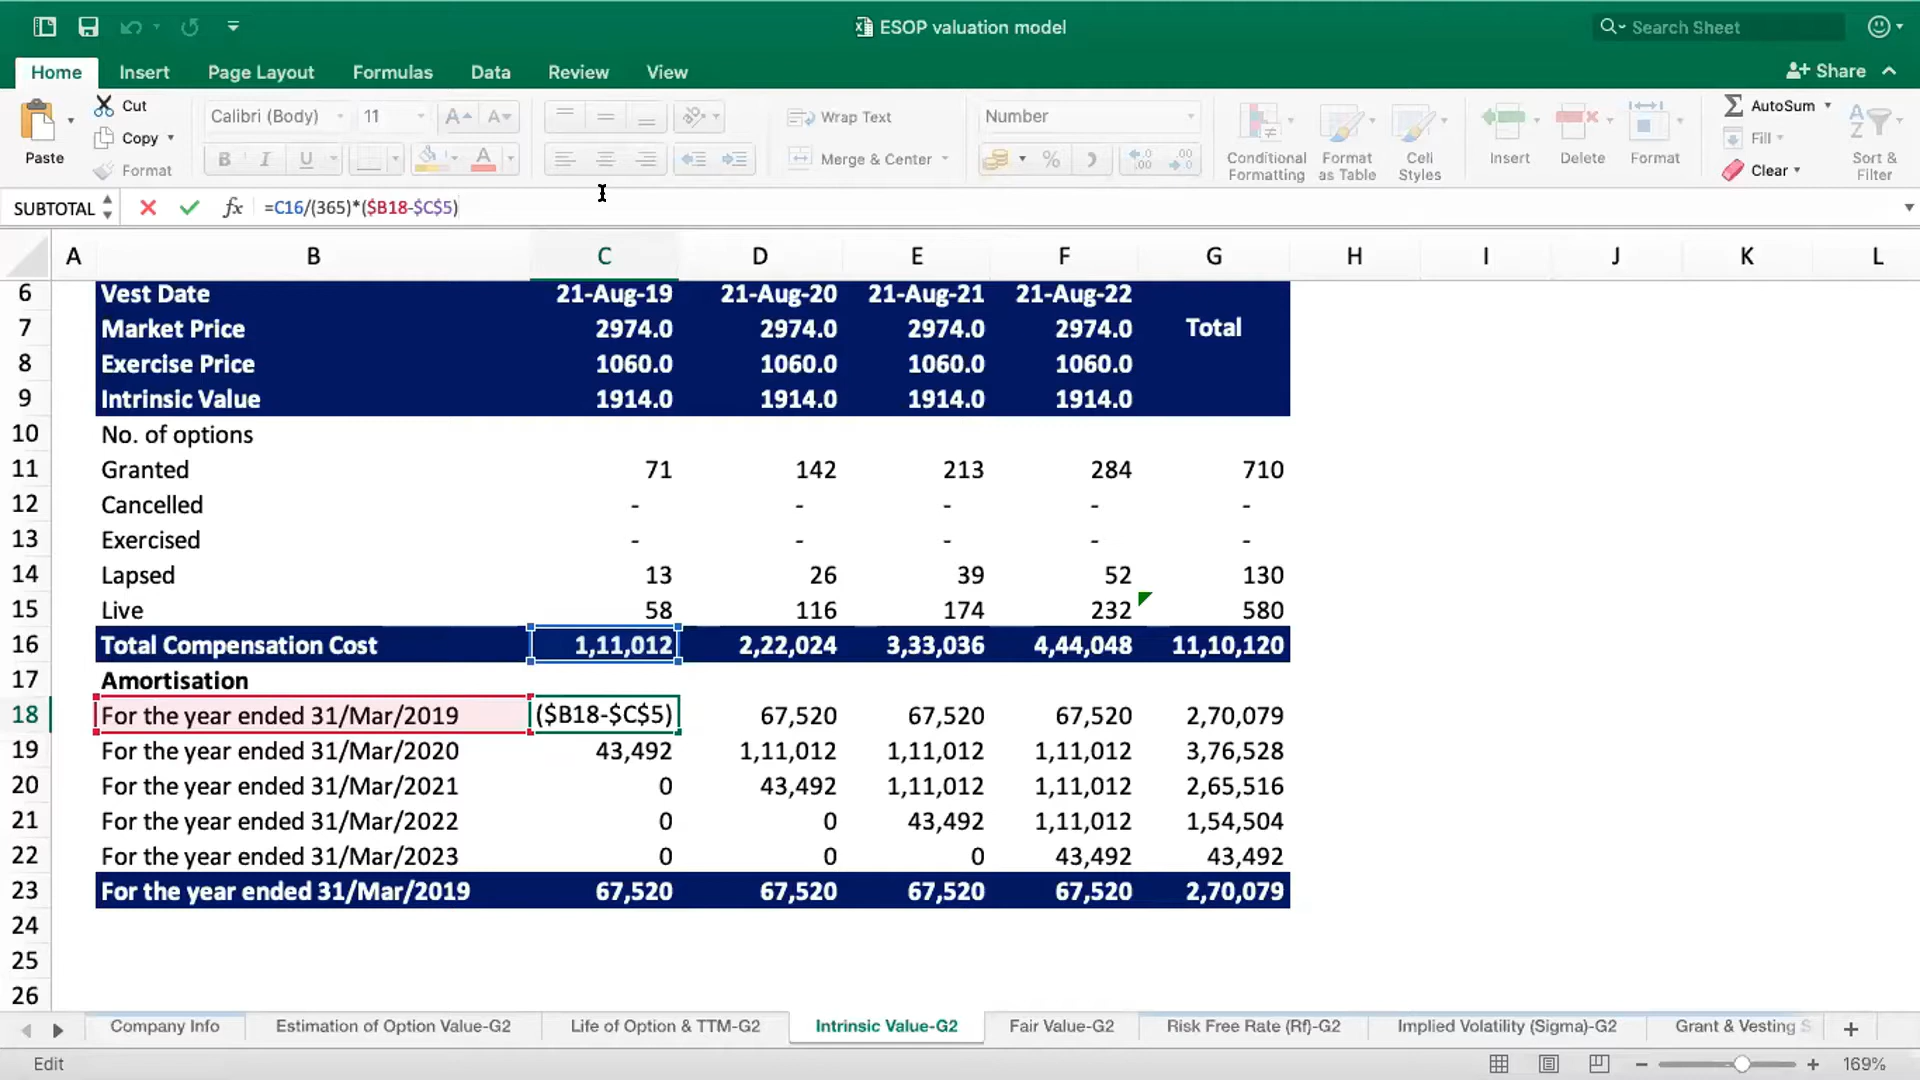 ESOP valuation model
Search Sheet
Home Insert Page Layout Formulas Data Review View
Share
Paste
Cut
Copy
Format
Calibri (Body) 11
A A
B I U A
Wrap Text
Merge & Center
Number
%
Conditional Formatting
Format as Table
Cell Styles
Insert
Delete
Format
AutoSum
Fill
Clear
Sort & Filter
SUBTOTAL fx =C16/(365)*($B18-$C$5)
A B C D E F G H I J K L
6 Vest Date 21-Aug-19 21-Aug-20 21-Aug-21 21-Aug-22
7 Market Price 2974.0 2974.0 2974.0 2974.0 Total
8 Exercise Price 1060.0 1060.0 1060.0 1060.0
9 Intrinsic Value 1914.0 1914.0 1914.0 1914.0
10 No. of options
11 Granted 71 142 213 284 710
12 Cancelled - - - - -
13 Exercised - - - - -
14 Lapsed 13 26 39 52 130
15 Live 58 116 174 232 580
16 Total Compensation Cost 1,11,012 2,22,024 3,33,036 4,44,048 11,10,120
17 Amortisation
18 For the year ended 31/Mar/2019 ($B18-$C$5) 67,520 67,520 67,520 2,70,079
19 For the year ended 31/Mar/2020 43,492 1,11,012 1,11,012 1,11,012 3,76,528
20 For the year ended 31/Mar/2021 0 43,492 1,11,012 1,11,012 2,65,516
21 For the year ended 31/Mar/2022 0 0 43,492 1,11,012 1,54,504
22 For the year ended 31/Mar/2023 0 0 0 43,492 43,492
23 For the year ended 31/Mar/2019 67,520 67,520 67,520 67,520 2,70,079
24
25
26
Company Info Estimation of Option Value-G2 Life of Option & TTM-G2 Intrinsic Value-G2 Fair Value-G2 Risk Free Rate (Rf)-G2 Implied Volatility (Sigma)-G2 Grant & Vesting
Edit 169%